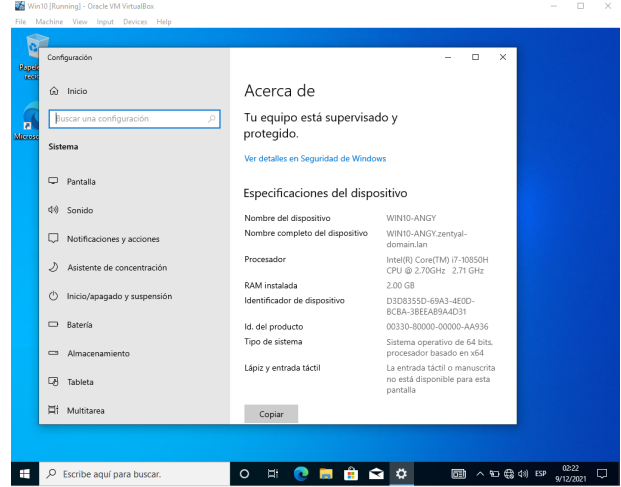 Win10 [Running] - Oracle VM VirtualBox
File Machine View Input Devices Help
Configuración
Inicio
Buscar una configuración
Sistema
Pantalla
Sonido
Notificaciones y acciones
Asistente de concentración
Inicio/apagado y suspensión
Batería
Almacenamiento
Tableta
Multitarea
Acerca de
Tu equipo está supervisado y
protegido.
Ver detalles en Seguridad de Windows
Especificaciones del dispositivo
Nombre del dispositivo WIN10-ANGY
Nombre completo del dispositivo WIN10-ANGY.zentyal-
domain.lan
Procesador Intel(R) Core(TM) i7-10850H
CPU @ 2.70GHz 2.71 GHz
RAM instalada 2.00 GB
Identificador de dispositivo D3D8355D-69A3-4E0D-
BCBA-3BEEAB9A4D31
Id. del producto 00330-80000-00000-AA936
Tipo de sistema Sistema operativo de 64 bits,
procesador basado en x64
Lápiz y entrada táctil La entrada táctil o manuscrita
no está disponible para esta
pantalla
Copiar
Escribe aquí para buscar.
ESP
02:22
9/12/2021